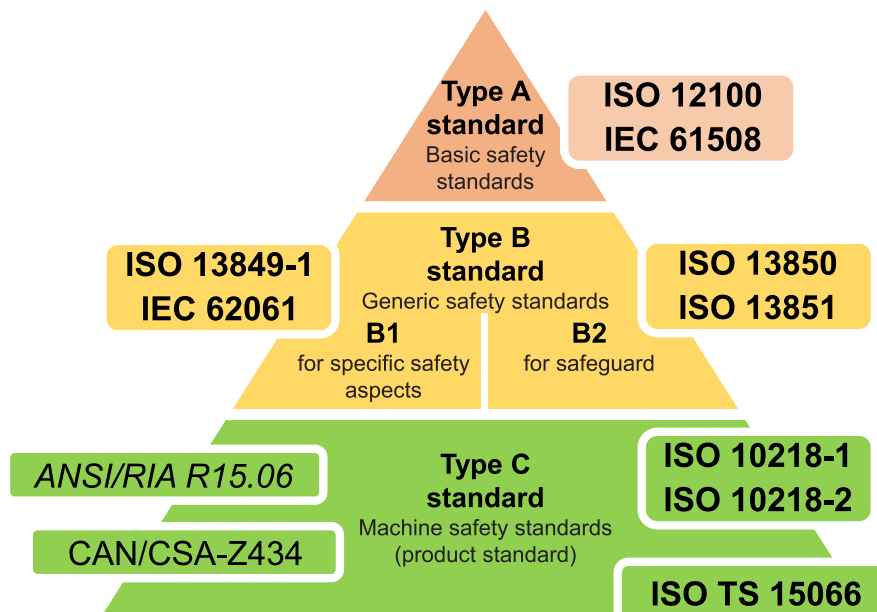 Type A
standard
Basic safety
standards
ISO 12100
IEC 61508
ISO 13849-1
IEC 62061
Type B
standard
Generic safety standards
B1
for specific safety
aspects
B2
for safeguard
ISO 13850
ISO 13851
ANSI/RIA R15.06
CAN/CSA-Z434
Type C
standard
Machine safety standards
(product standard)
ISO 10218-1
ISO 10218-2
ISO TS 15066